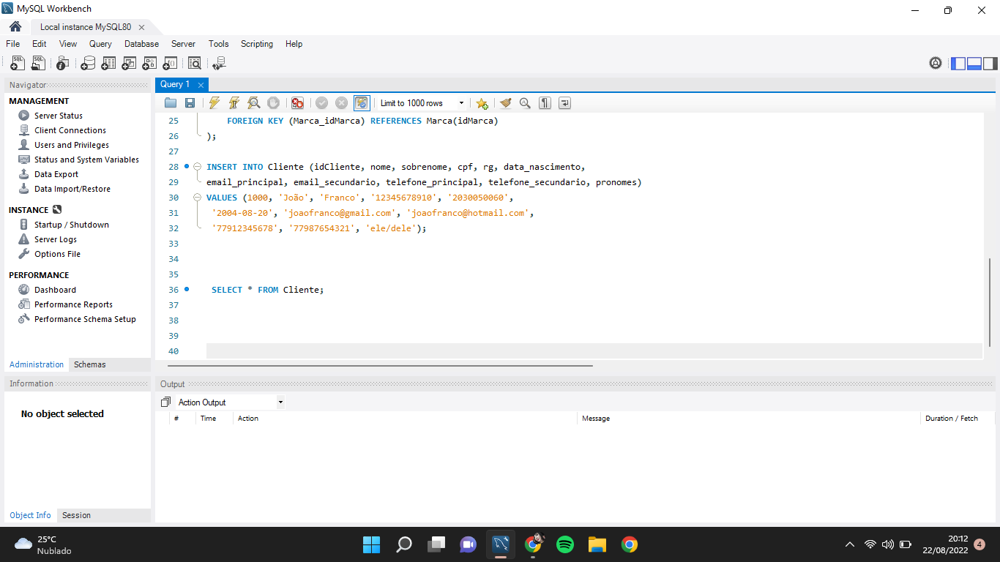 MySQL Workbench
Local instance MySQL80
File Edit View Query Database Server Tools Scripting Help
Navigator
MANAGEMENT
Server Status
Client Connections
Users and Privileges
Status and System Variables
Data Export
Data Import/Restore
INSTANCE
Startup / Shutdown
Server Logs
Options File
PERFORMANCE
Dashboard
Performance Reports
Performance Schema Setup
Administration Schemas
Information
No object selected
Object Info Session
Query 1
Limit to 1000 rows
25 FOREIGN KEY (Marca_idMarca) REFERENCES Marca(idMarca)
26 );
27
28 INSERT INTO Cliente (idCliente, nome, sobrenome, cpf, rg, data_nascimento,
29 email_principal, email_secundario, telefone_principal, telefone_secundario, pronomes)
30 VALUES (1000, 'João', 'Franco', '12345678910', '2030050060',
31 '2004-08-20', 'joaofranco@gmail.com', 'joaofranco@hotmail.com',
32 '77912345678', '77987654321', 'ele/dele');
33
34
35
36 SELECT * FROM Cliente;
37
38
39
40
Output
Action Output
# Time Action Message Duration / Fetch
25°C
Nublado
20:12
22/08/2022
4